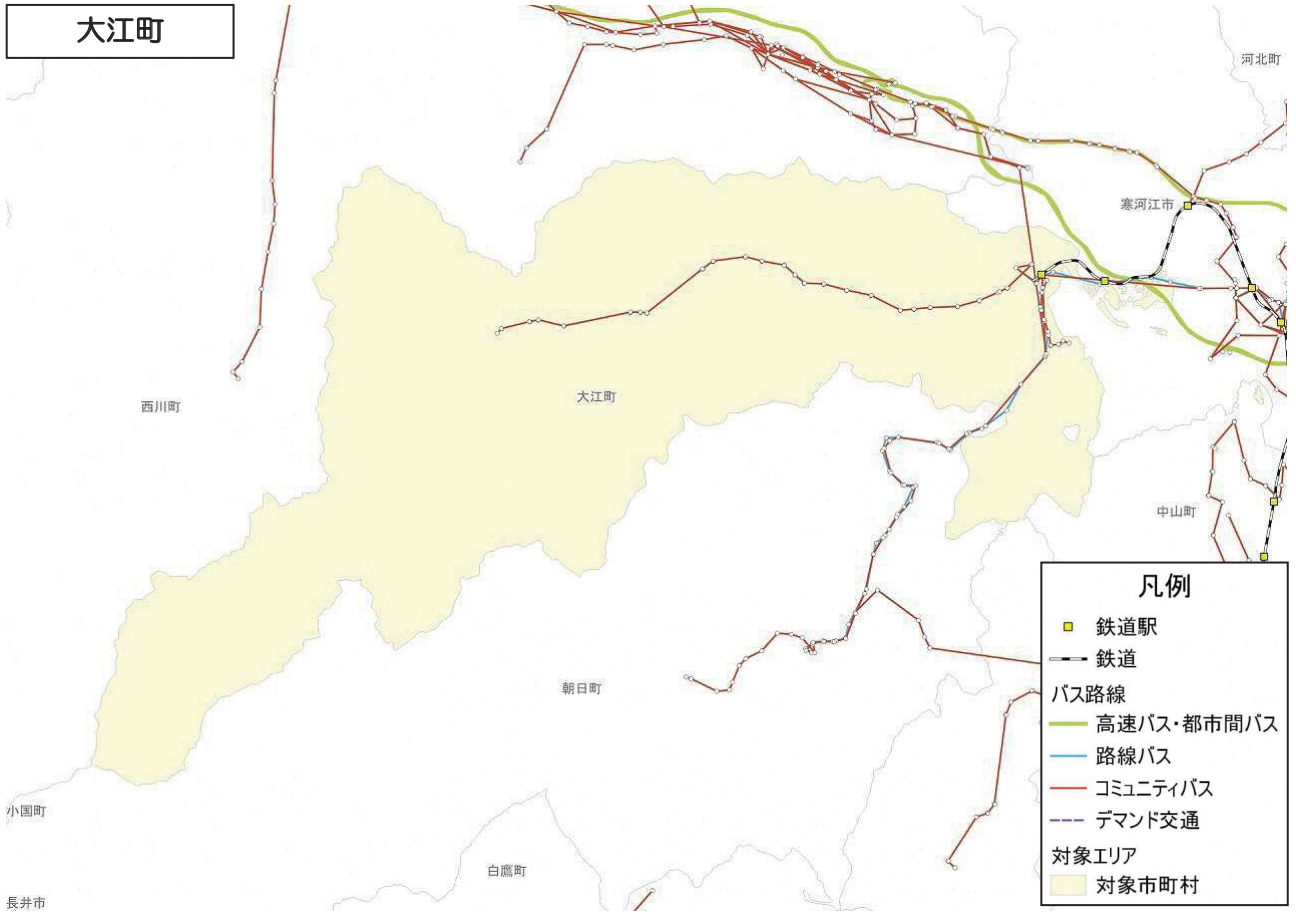 大江町
河北町
寒河江市
西川町
大江町
中山町
朝日町
小国町
白鷹町
長井市
凡例
鉄道駅
鉄道
バス路線
高速バス・都市間バス
路線バス
コミュニティバス
デマンド交通
対象エリア
対象市町村